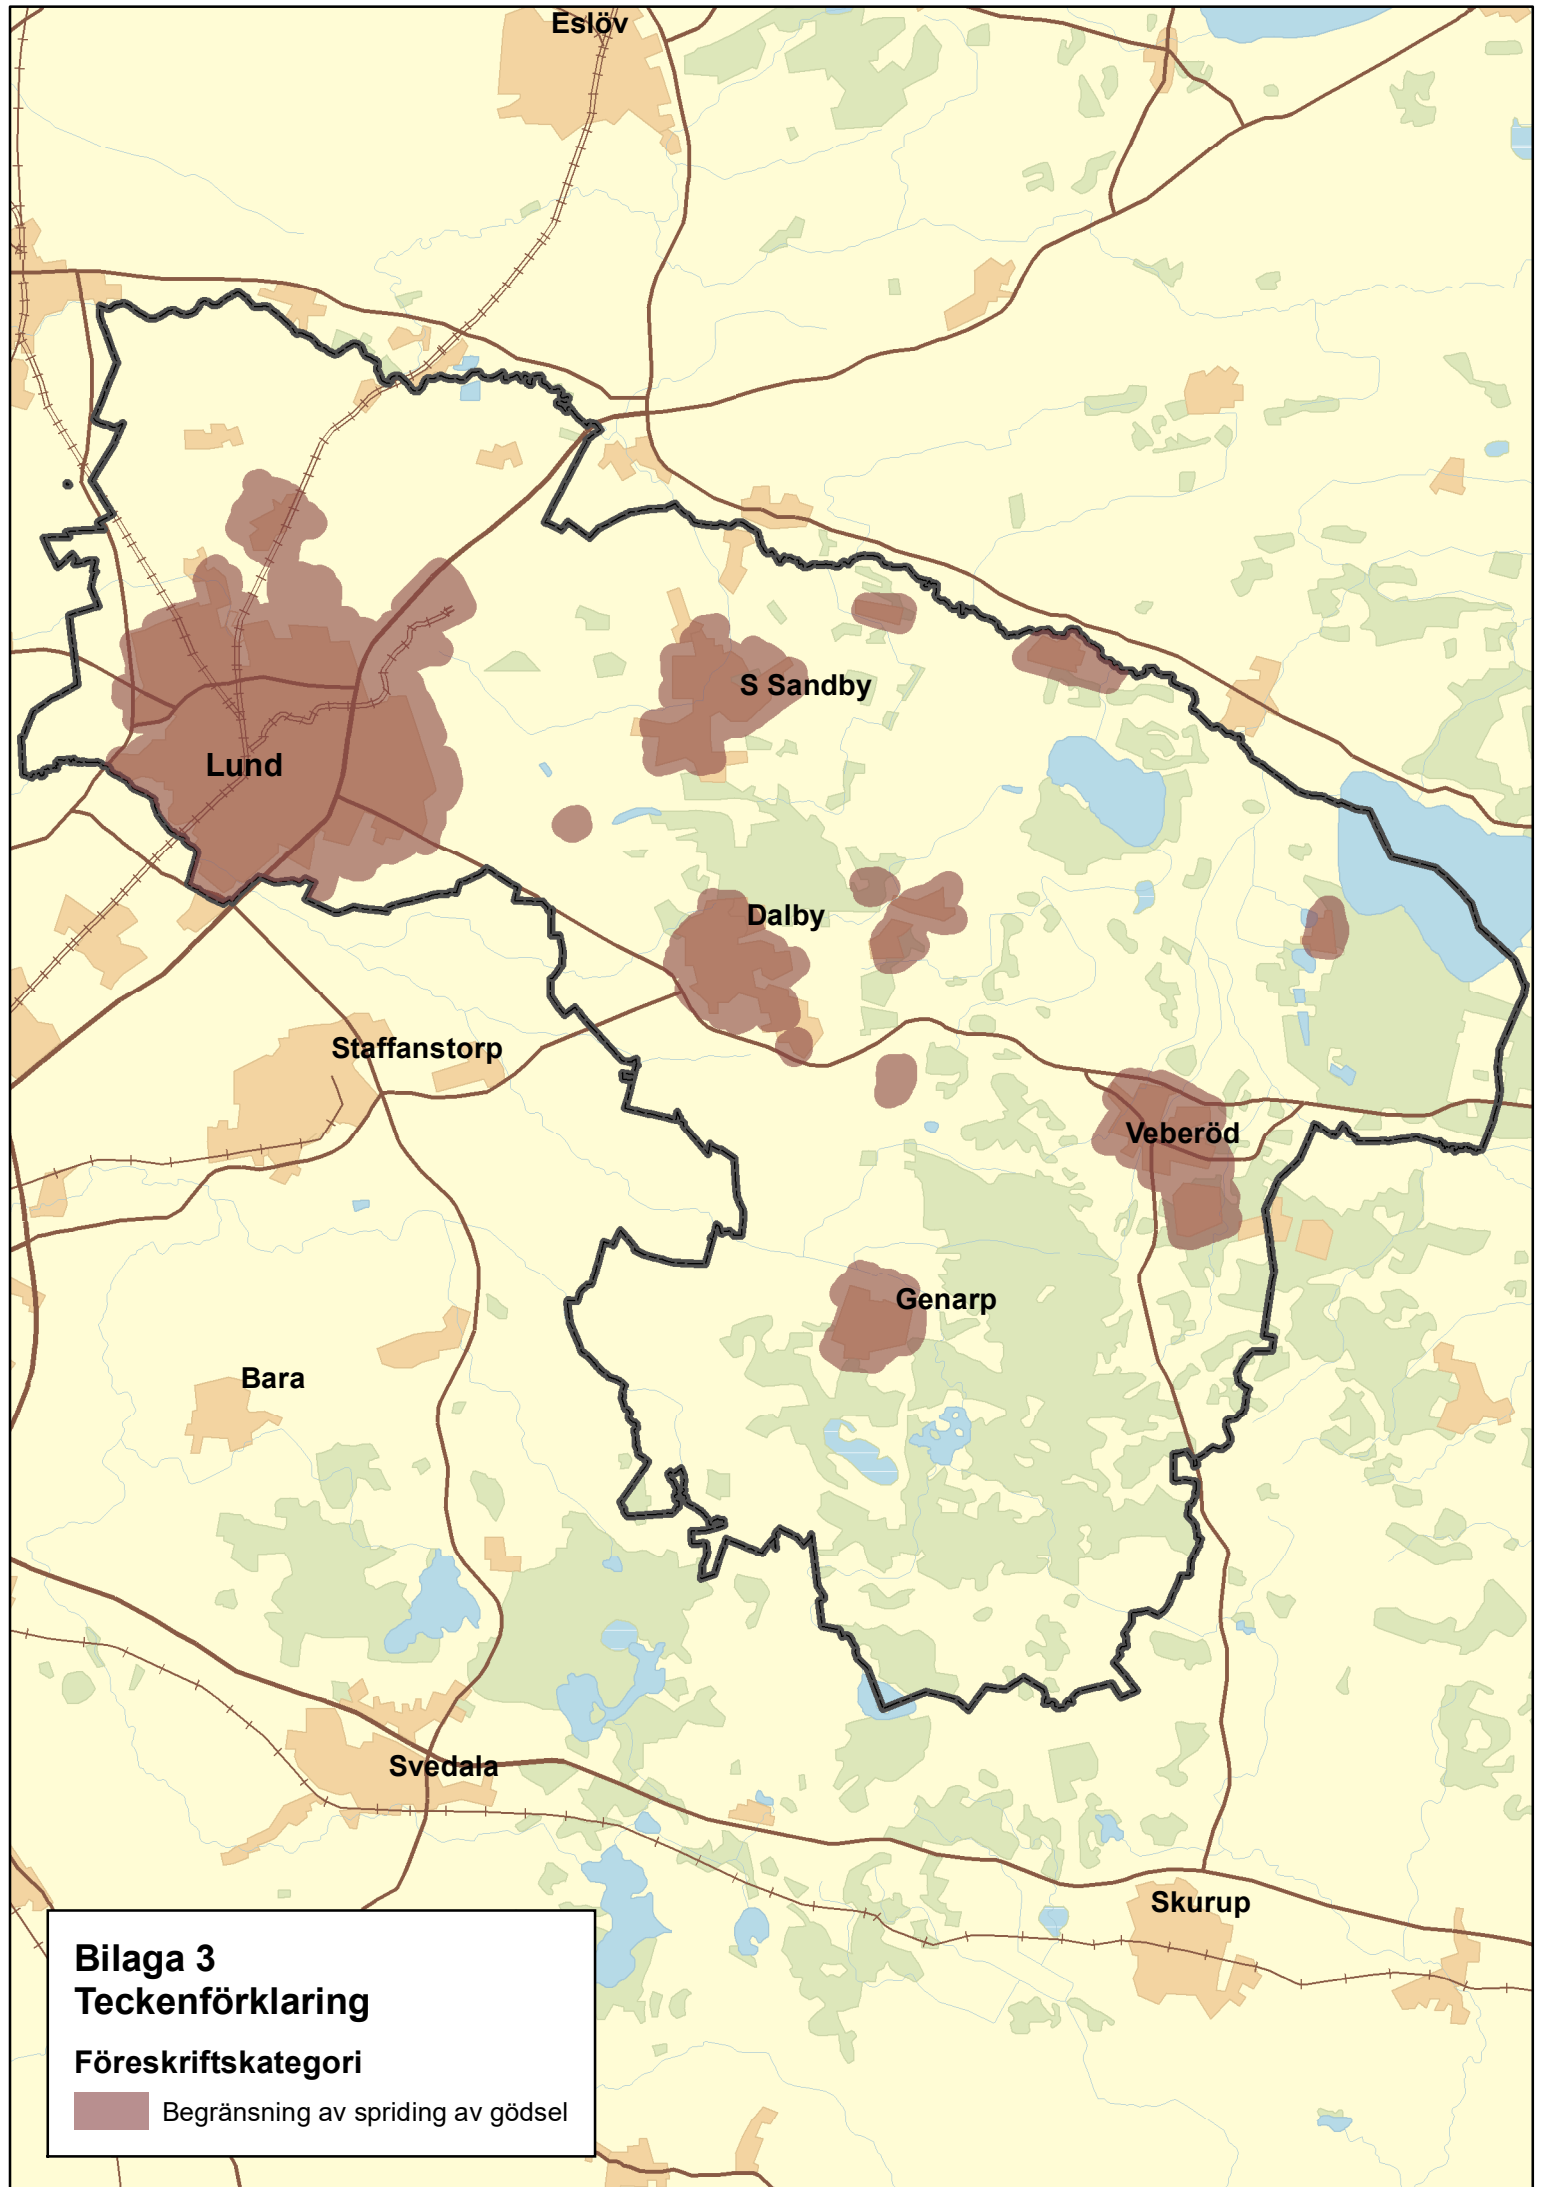 Eslöv
S Sandby
Lund
Dalby
Staffanstorp
Veberöd
Genarp
Bara
Svedala
Skurup
Bilaga 3
Teckenförklaring
Föreskriftskategori
Begränsning av spriding av gödsel